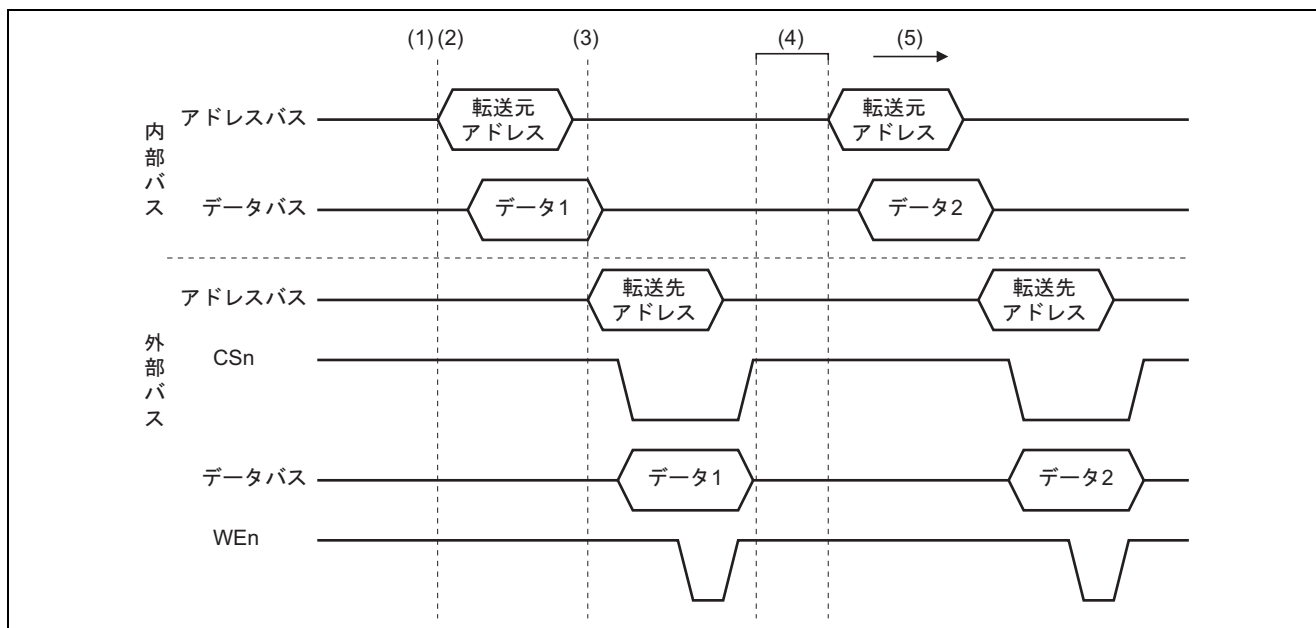 (1)(2) (3) (4) (5)
内部バス
アドレスバス
転送元
アドレス
転送元
アドレス
データバス
データ1
データ2
外部バス
アドレスバス
転送先
アドレス
転送先
アドレス
CSn
データバス
データ1
データ2
WEn